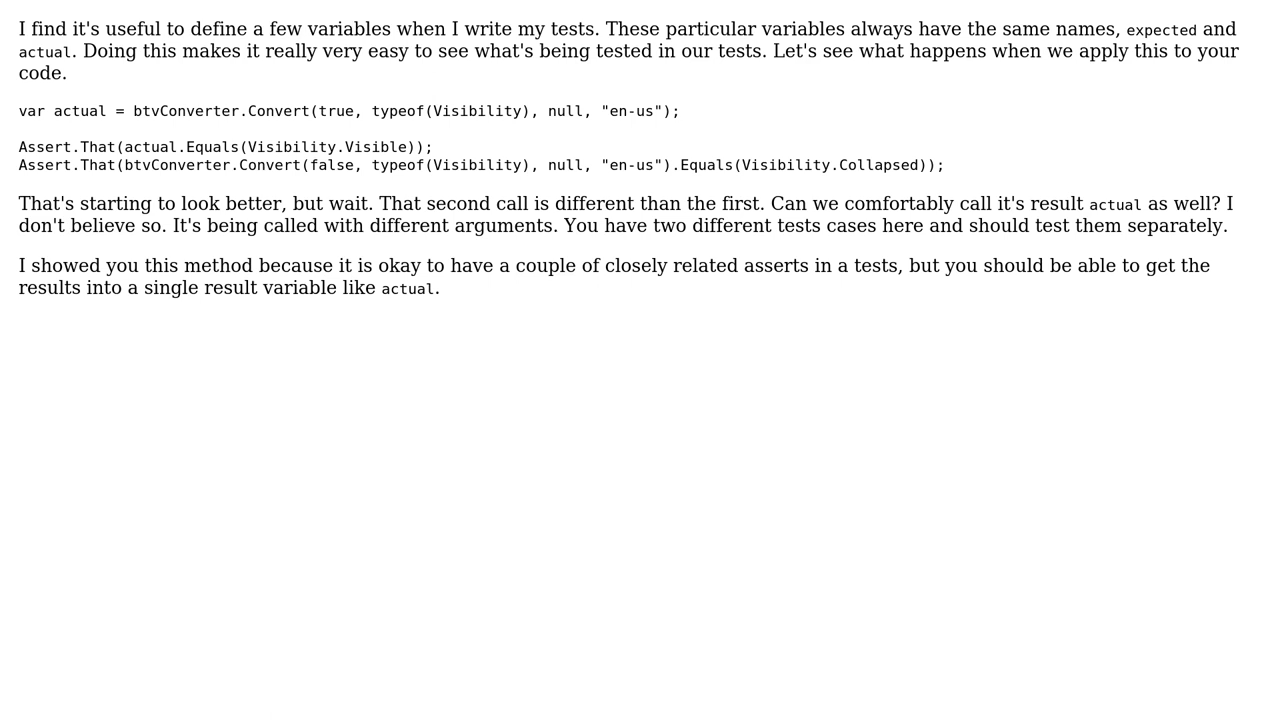 I find it's useful to define a few variables when I write my tests. These particular variables always have the same names, expected and
actual. Doing this makes it really very easy to see what's being tested in our tests. Let's see what happens when we apply this to your
code.
var actual = btvConverter.Convert(true, typeof(Visibility), null, "en-us");
Assert.That(actual.Equals(Visibility.Visible));
Assert.That(btvConverter.Convert(false, typeof(Visibility), null, "en-us").Equals(Visibility.Collapsed));
That's starting to look better, but wait. That second call is different than the first. Can we comfortably call it's result actual as well? I
don't believe so. It's being called with different arguments. You have two different tests cases here and should test them separately.
I showed you this method because it is okay to have a couple of closely related asserts in a tests, but you should be able to get the
results into a single result variable like actual.